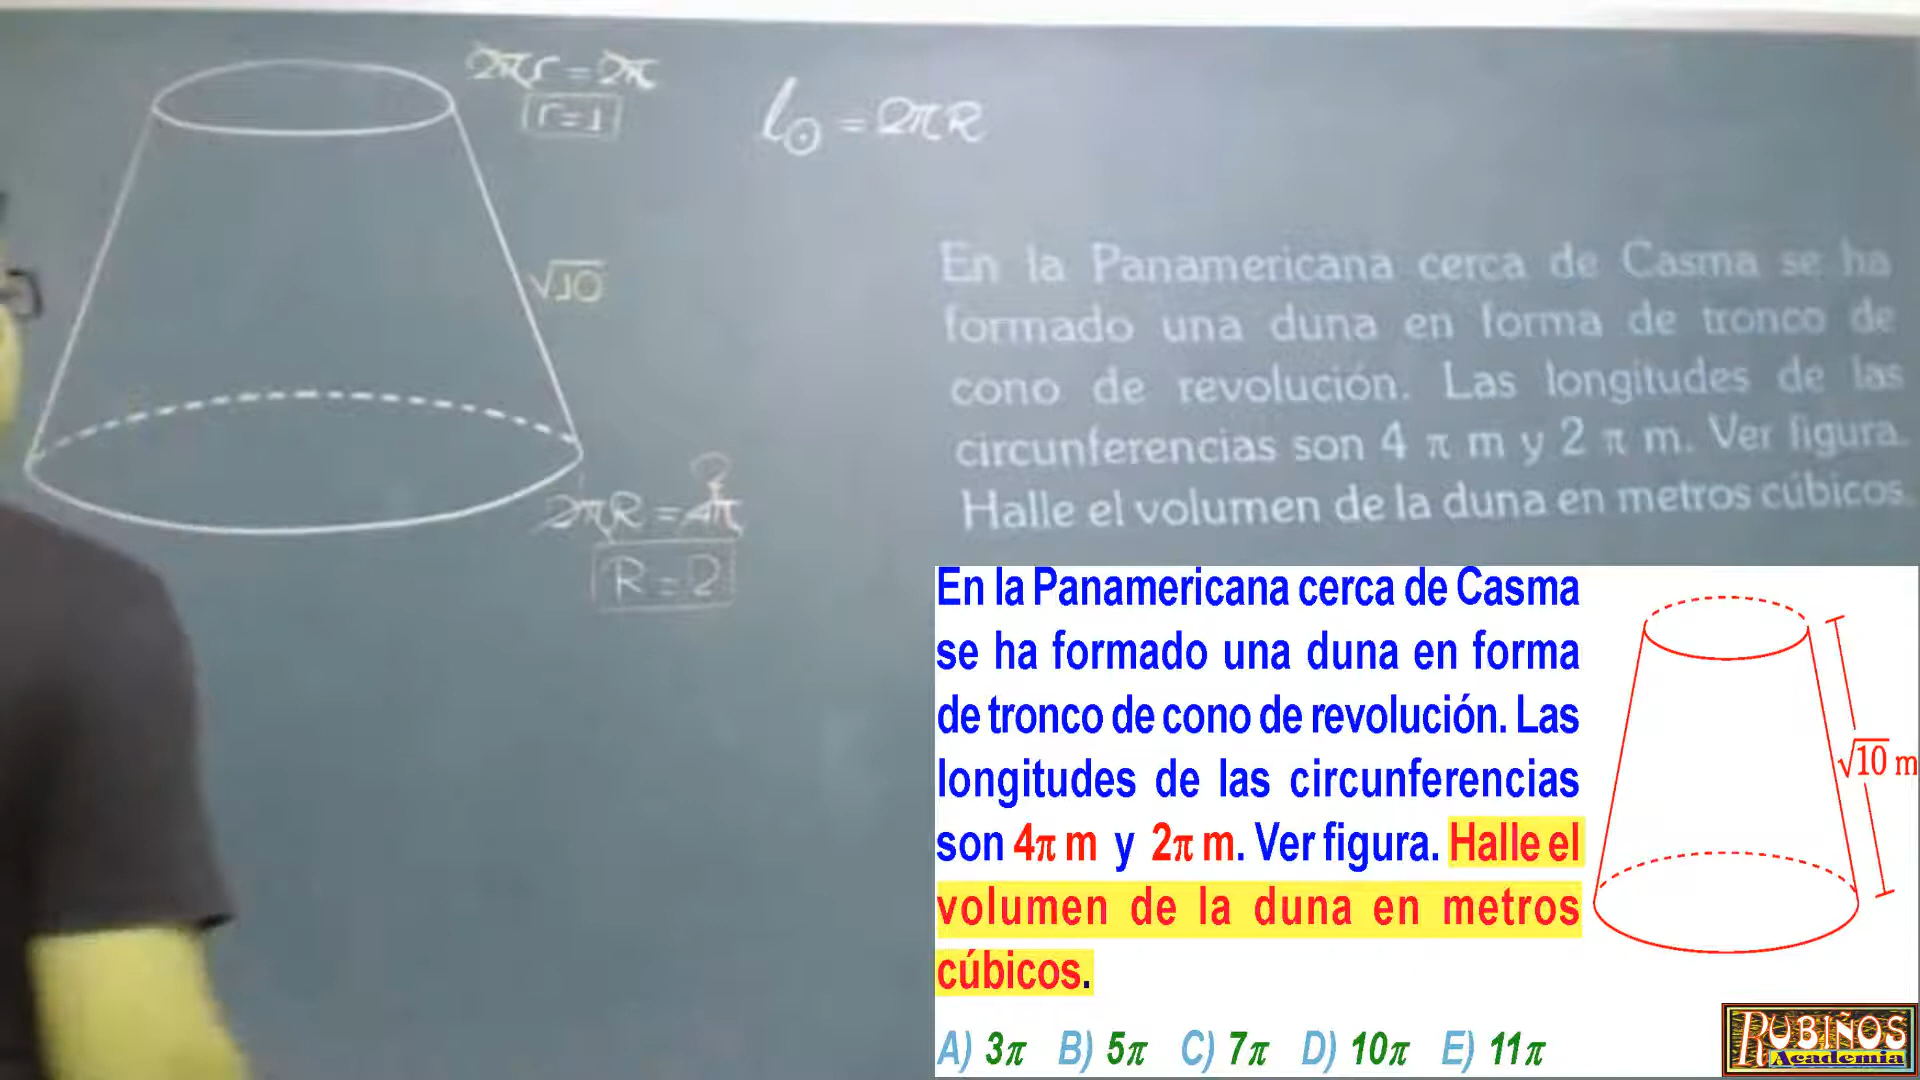 2πr = 2π
r = 1
l⊙ = 2πR
√10
2πR = 4π
2
R = 2
En la Panamericana cerca de Casma se ha
formado una duna en forma de tronco de
cono de revolución. Las longitudes de las
circunferencias son 4 π m y 2 π m. Ver figura.
Halle el volumen de la duna en metros cúbicos.
En la Panamericana cerca de Casma
se ha formado una duna en forma
de tronco de cono de revolución. Las
longitudes de las circunferencias
son 4π m y 2π m. Ver figura. Halle el
volumen de la duna en metros
cúbicos.
√10 m
A) 3π B) 5π C) 7π D) 10π E) 11π
RUBIÑOS
Academia